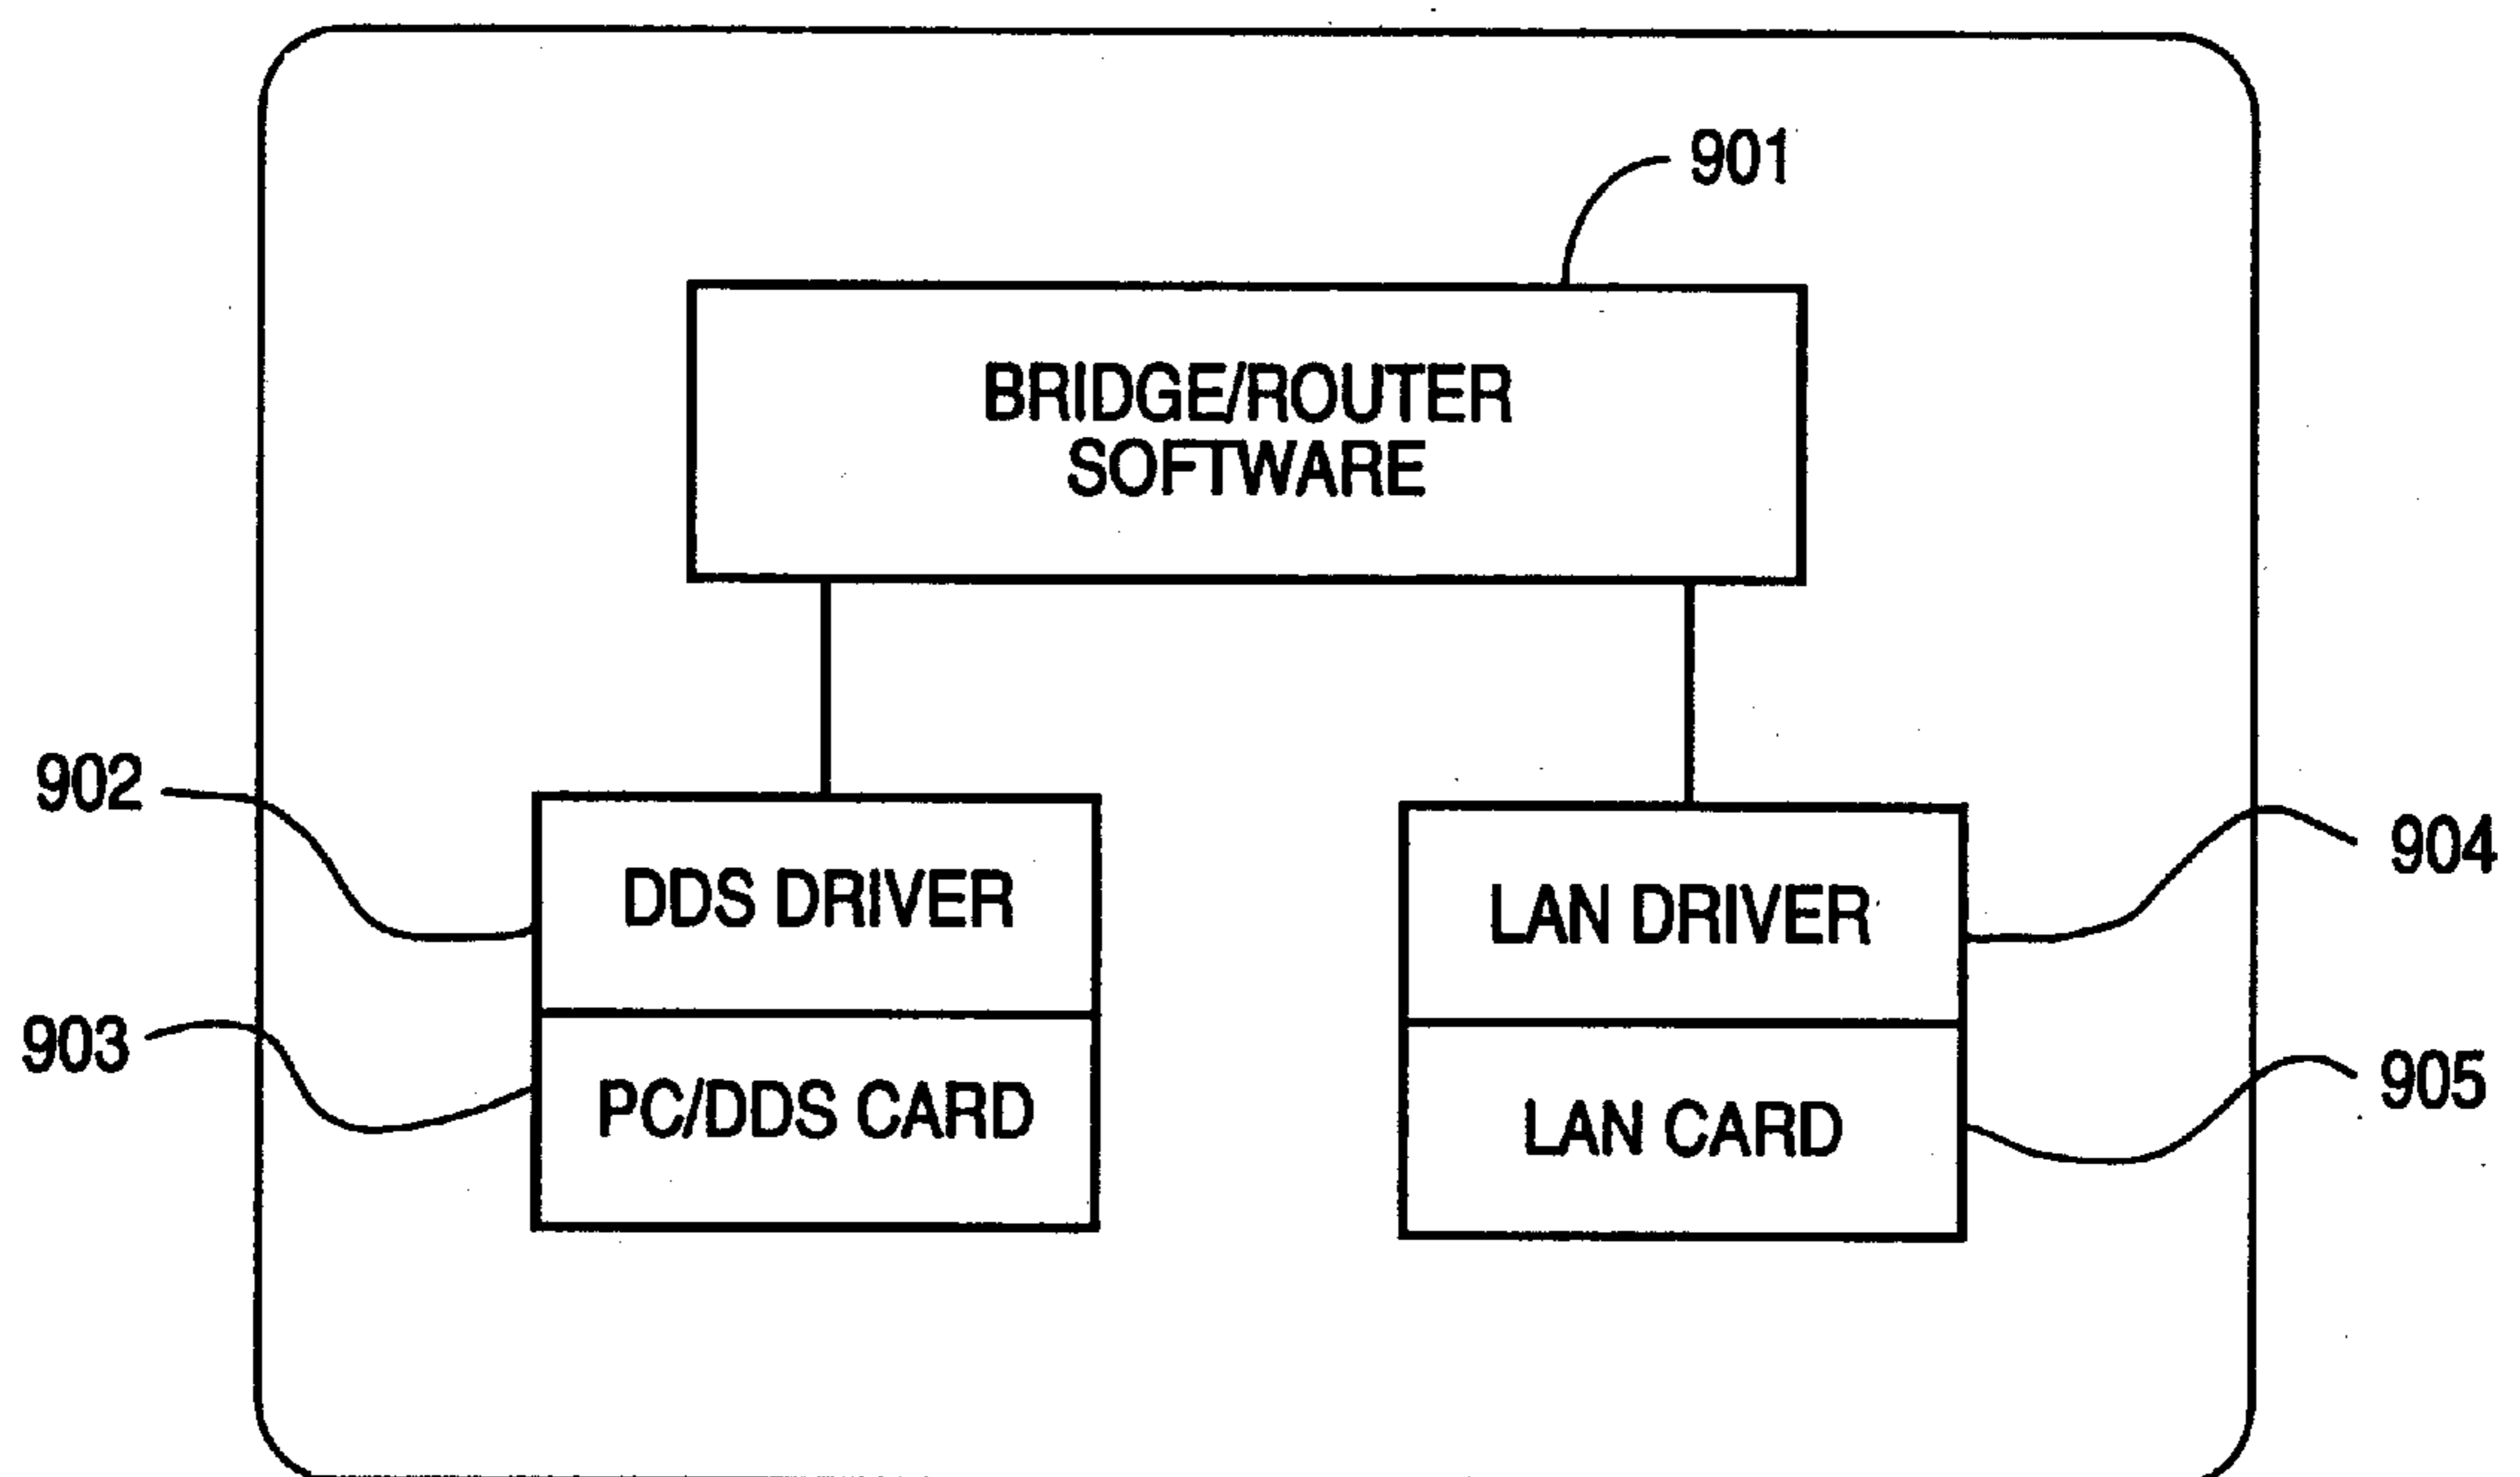 901
BRIDGE/ROUTER
SOFTWARE
902
DDS DRIVER
LAN DRIVER
904
903
PC/DDS CARD
LAN CARD
905